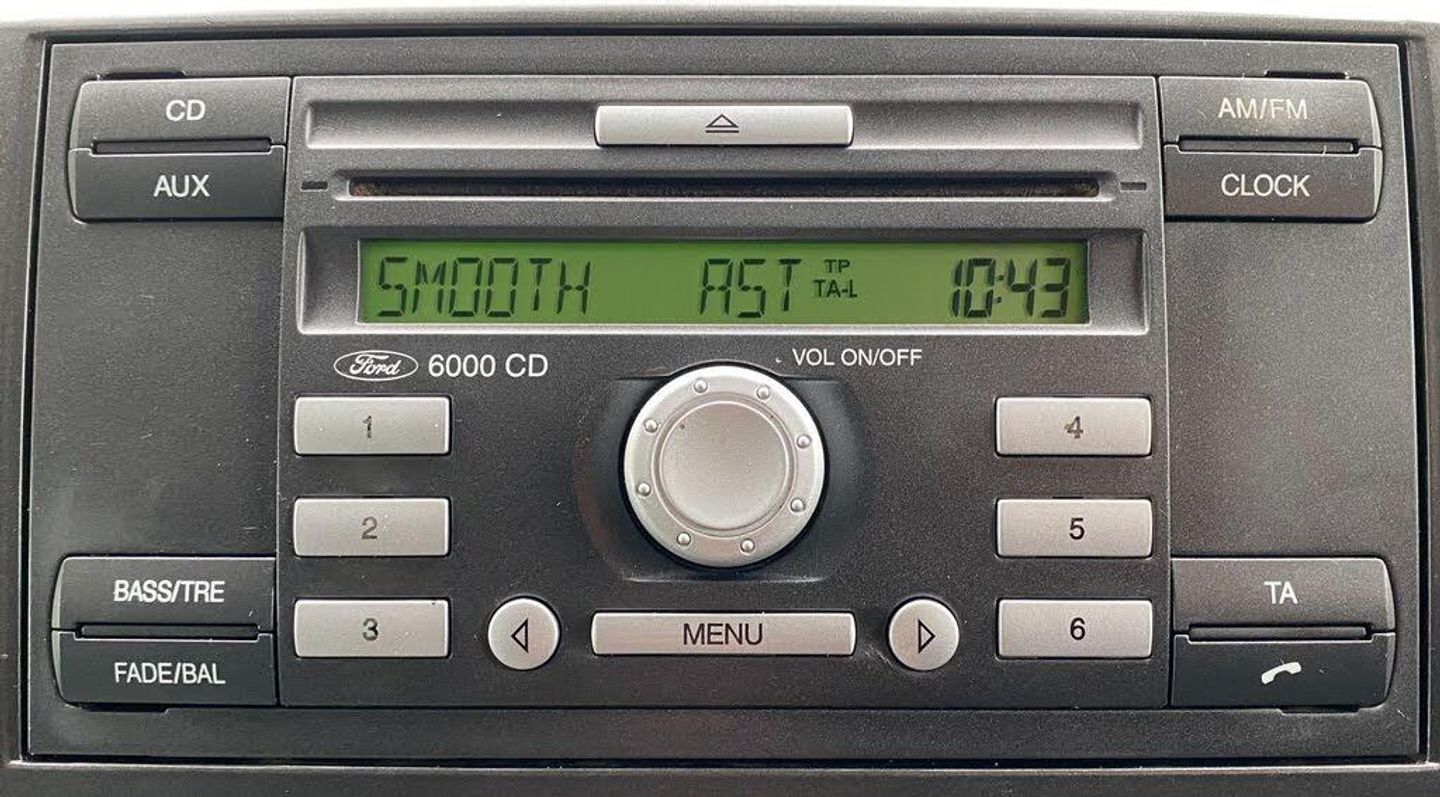 CD
AM/FM
AUX
CLOCK
SMOOTH AST TP TA-L 10:43
Ford 6000 CD
VOL ON/OFF
1
4
2
5
BASS/TRE
TA
3
MENU
6
FADE/BAL